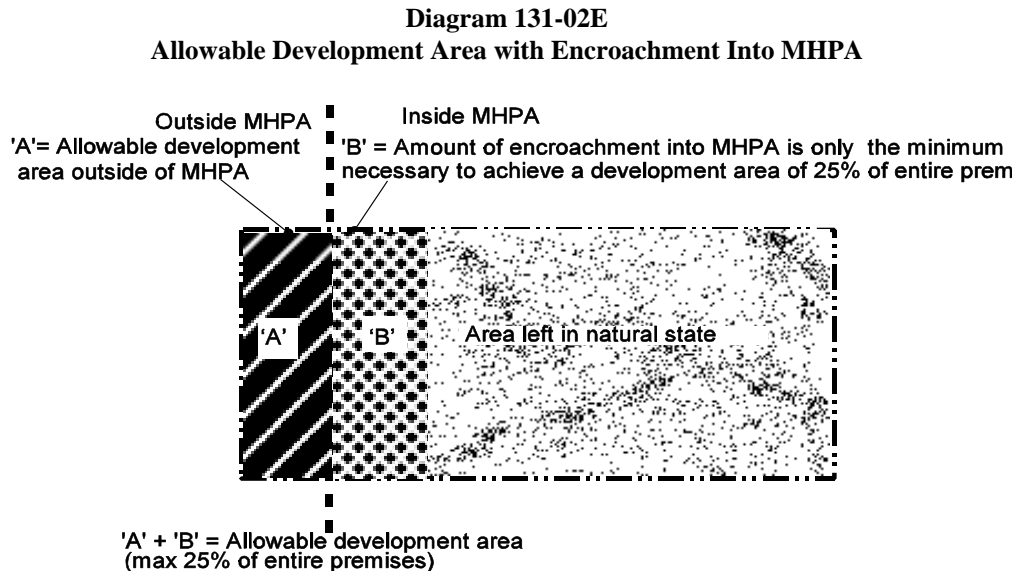 Diagram 131-02E
Allowable Development Area with Encroachment Into MHPA
Outside MHPA
'A'= Allowable development
area outside of MHPA
Inside MHPA
'B' = Amount of encroachment into MHPA is only the minimum
necessary to achieve a development area of 25% of entire prem
'A'
'B'
Area left in natural state
'A' + 'B' = Allowable development area
(max 25% of entire premises)